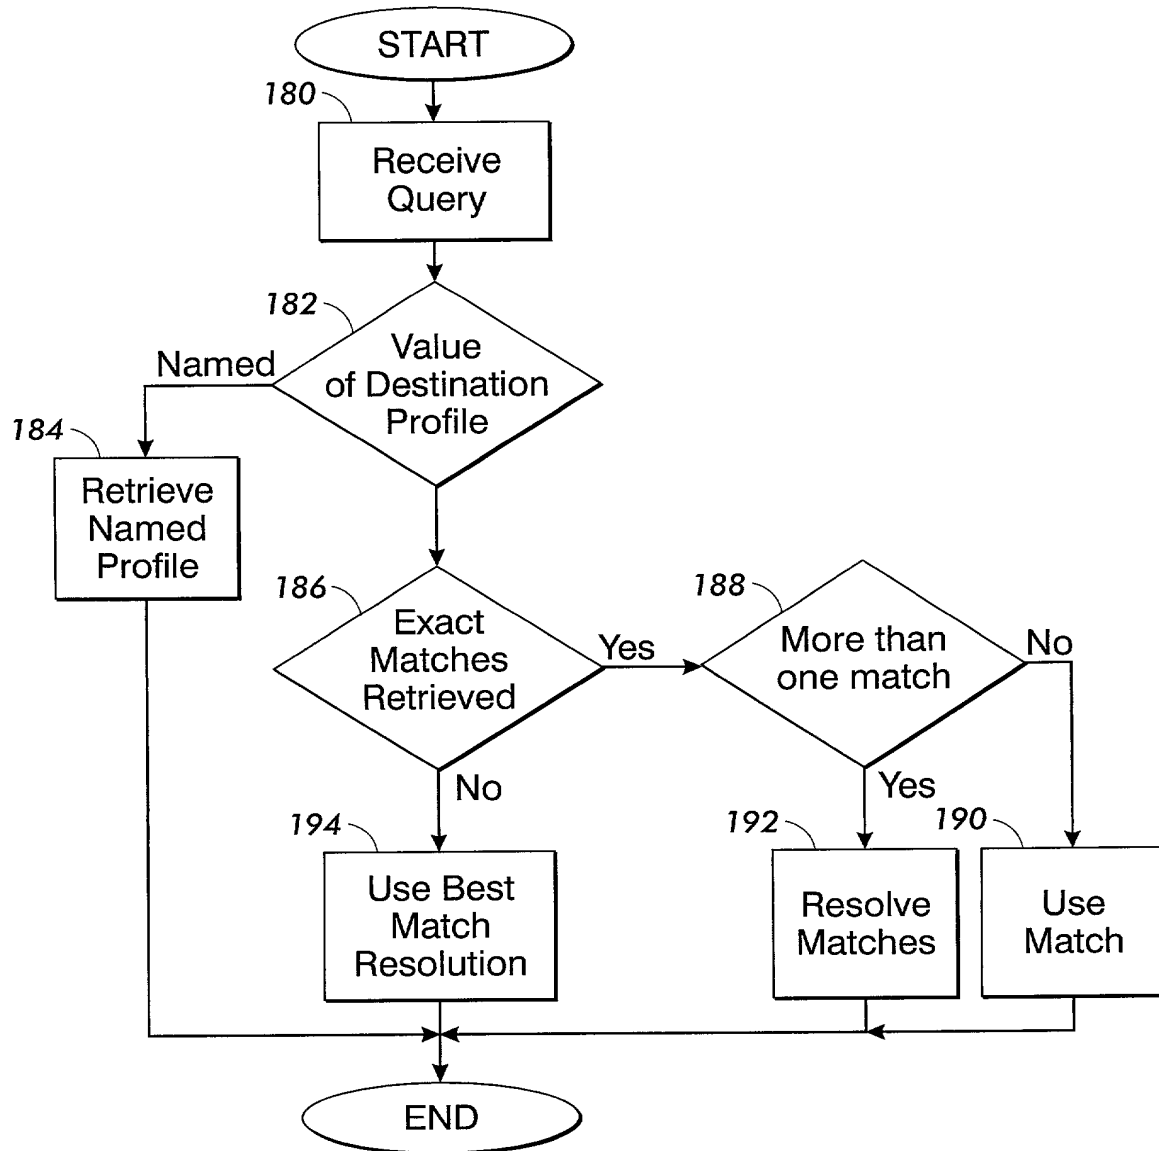 START
180
Receive
Query
182
Value
of Destination
Profile
Named
184
Retrieve
Named
Profile
186
Exact
Matches
Retrieved
Yes
188
More than
one match
No
No
Yes
194
Use Best
Match
Resolution
192
Resolve
Matches
190
Use
Match
END